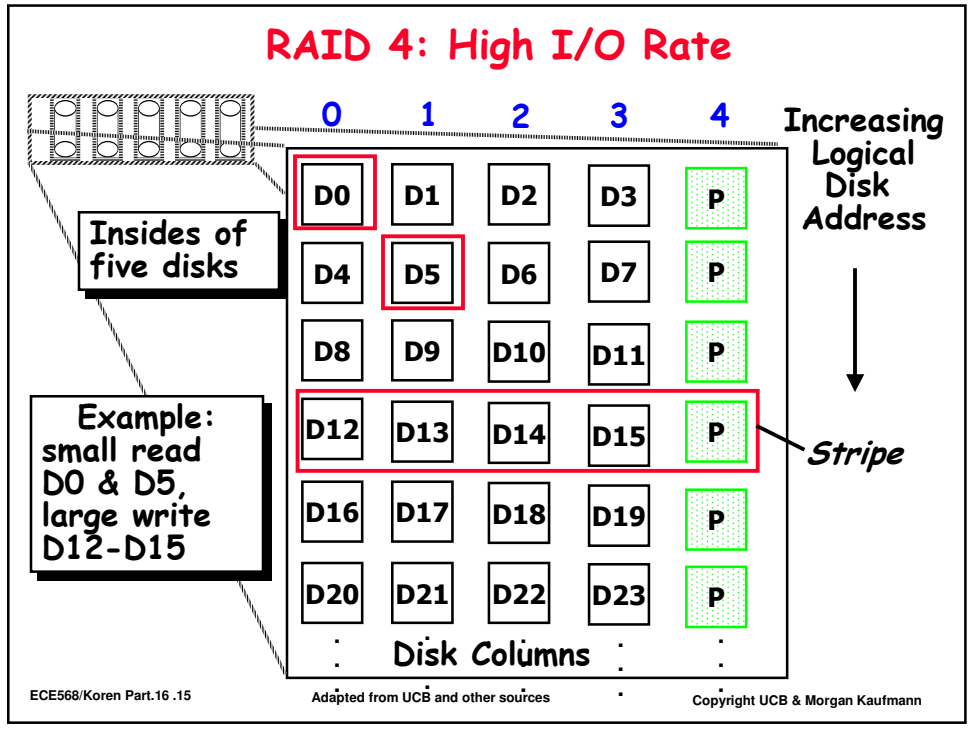 RAID 4: High I/O Rate
0 1 2 3 4
Increasing
Logical
Disk
Address
Insides of
five disks
D0 D1 D2 D3 P
D4 D5 D6 D7 P
D8 D9 D10 D11 P
D12 D13 D14 D15 P
Stripe
D16 D17 D18 D19 P
D20 D21 D22 D23 P
Example:
small read
D0 & D5,
large write
D12-D15
Disk Columns
ECE568/Koren Part.16 .15
Adapted from UCB and other sources
Copyright UCB & Morgan Kaufmann